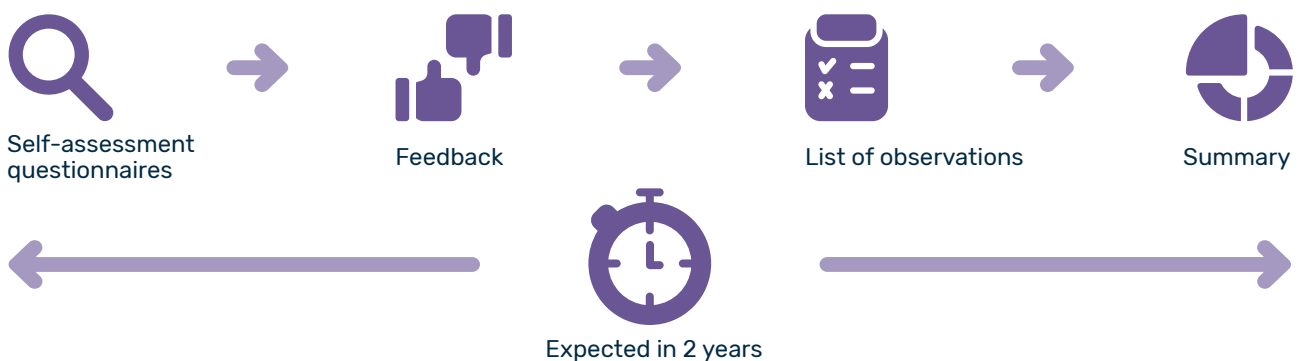 Self-assessment
questionnaires
Feedback
List of observations
Summary
Expected in 2 years